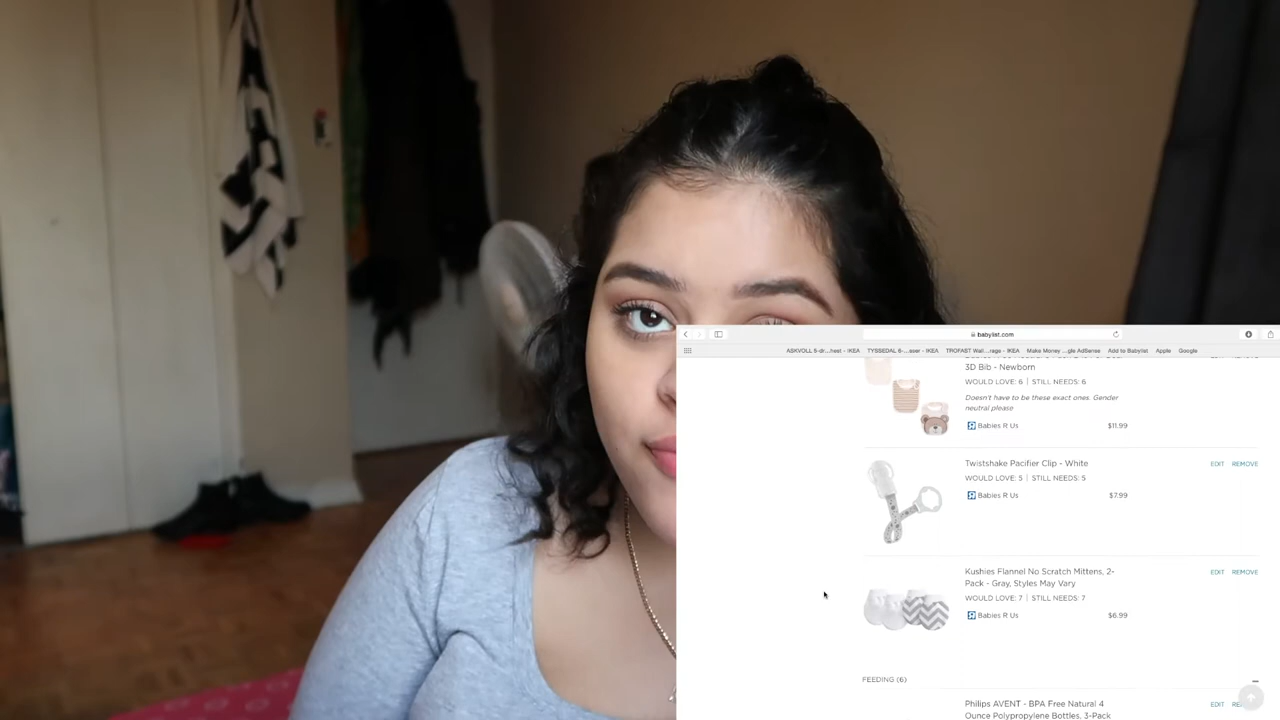 babylist.com
ASKVOLL 5-dr...hest - IKEA
TYSSEDAL 6-...awer - IKEA
TROFAST Wall...rage - IKEA
Make Money ...gle AdSense
Add to Babylist
Apple
Google
3D Bib - Newborn
WOULD LOVE: 6 | STILL NEEDS: 6
Doesn't have to be these exact ones. Gender
neutral please
Babies R Us $11.99
Twistshake Pacifier Clip - White EDIT REMOVE
WOULD LOVE: 5 | STILL NEEDS: 5
Babies R Us $7.99
Kushies Flannel No Scratch Mittens, 2-
Pack - Gray, Styles May Vary
EDIT REMOVE
WOULD LOVE: 7 | STILL NEEDS: 7
Babies R Us $6.99
FEEDING (6)
Philips AVENT - BPA Free Natural 4
Ounce Polypropylene Bottles, 3-Pack
EDIT